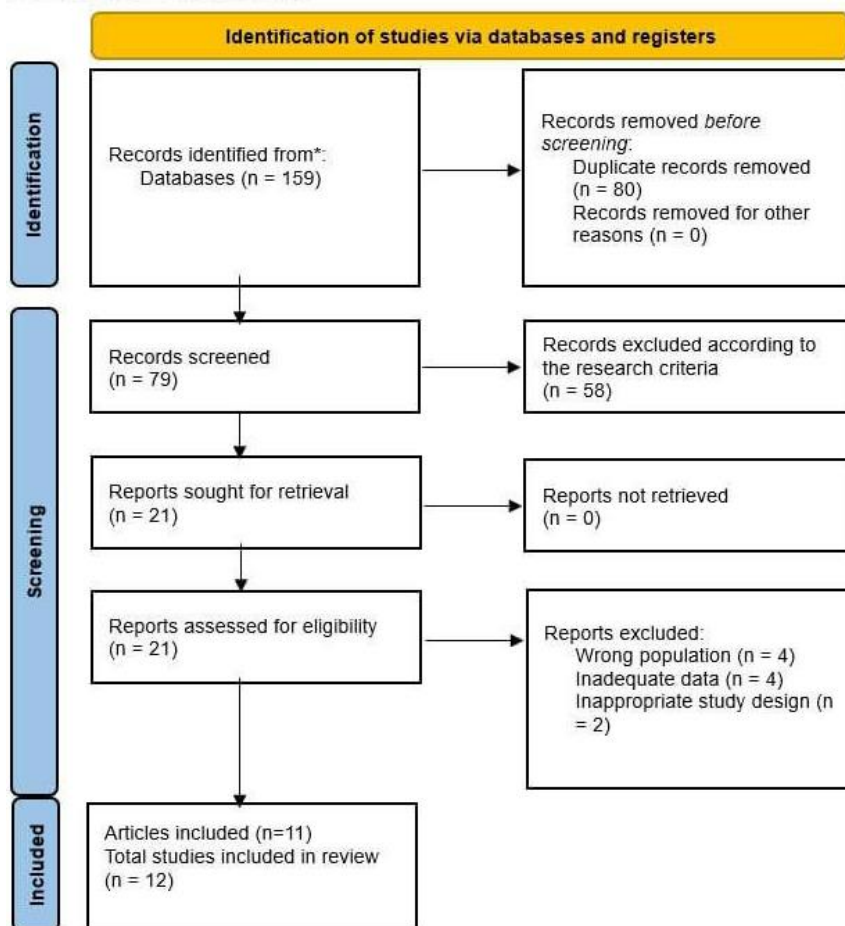 Identification of studies via databases and registers
Identification
Records identified from*:
Databases (n = 159)
Records removed before
screening:
Duplicate records removed
(n = 80)
Records removed for other
reasons (n = 0)
Screening
Records screened
(n = 79)
Records excluded according to
the research criteria
(n = 58)
Reports sought for retrieval
(n = 21)
Reports not retrieved
(n = 0)
Reports assessed for eligibility
(n = 21)
Reports excluded:
Wrong population (n = 4)
Inadequate data (n = 4)
Inappropriate study design (n
= 2)
Included
Articles included (n=11)
Total studies included in review
(n = 12)